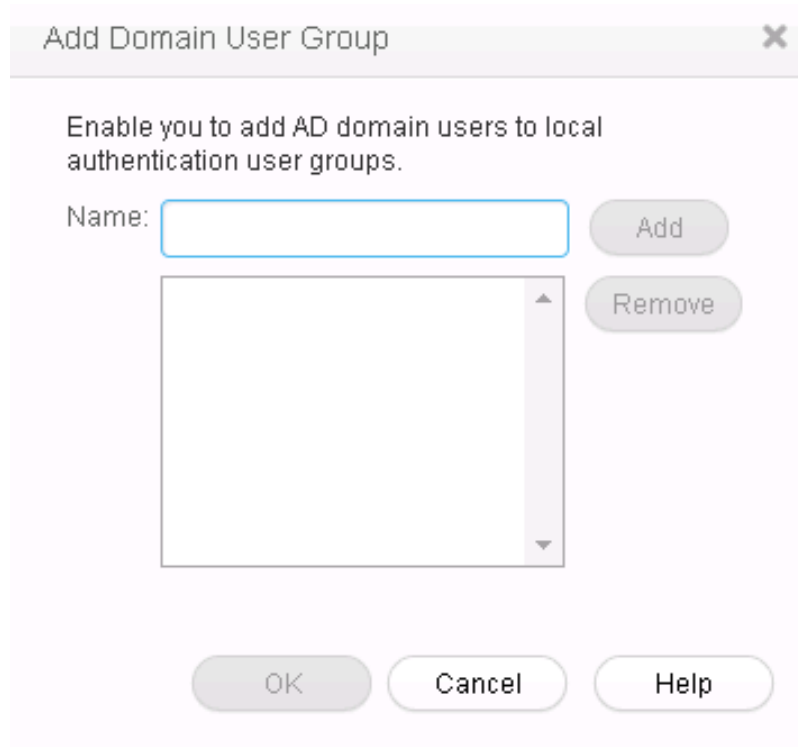 Add Domain User Group
Enable you to add AD domain users to local
authentication user groups.
Name:
Add
Remove
OK
Cancel
Help